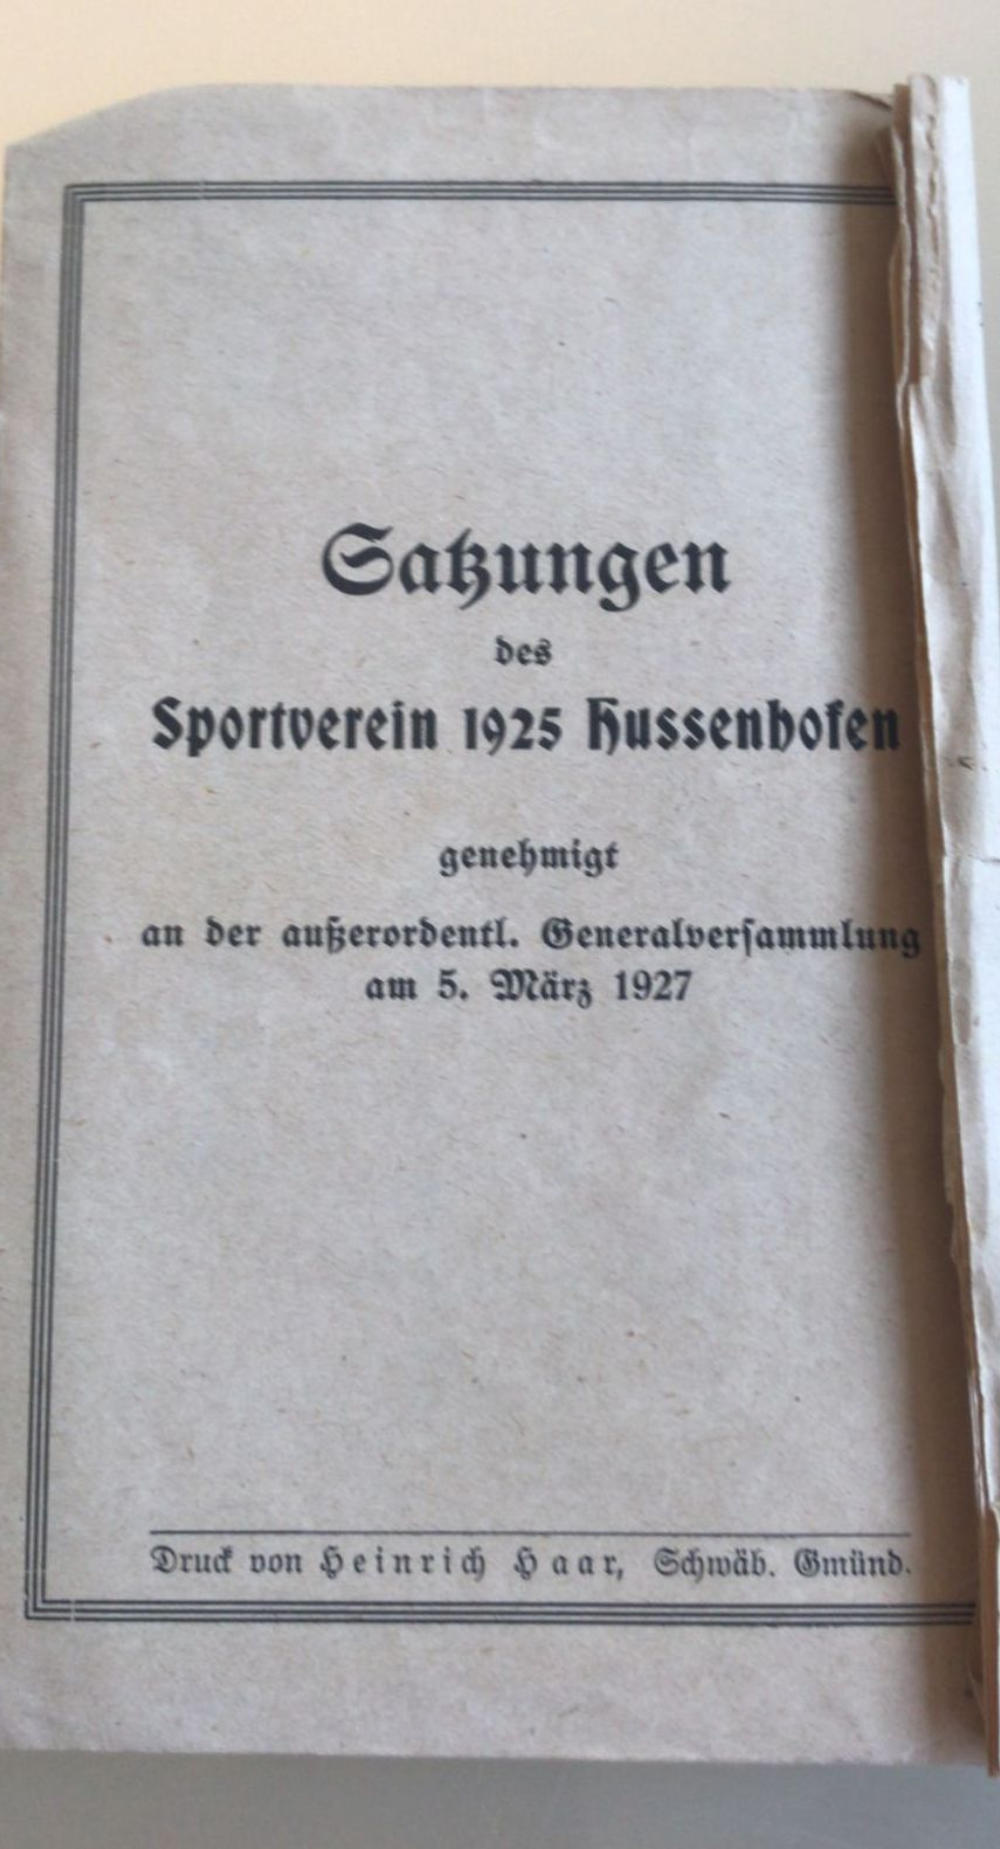 Satzungen
des
Sportverein 1925 Hussenhofen
genehmigt
an der außerordentl. Generalversammlung
am 5. März 1927
Druck von Heinrich Haar, Schwäb. Gmünd.